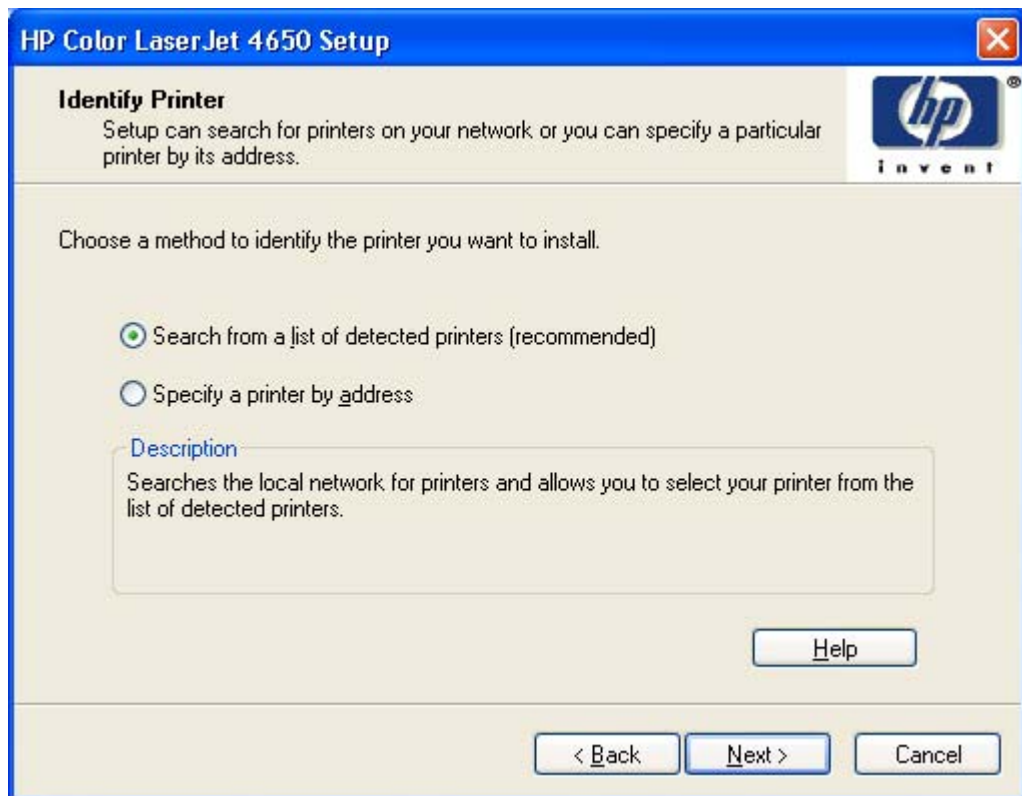 HP Color LaserJet 4650 Setup
Identify Printer
Setup can search for printers on your network or you can specify a particular
printer by its address.
hp
®
invent
Choose a method to identify the printer you want to install.
Search from a list of detected printers (recommended)
Specify a printer by address
Description
Searches the local network for printers and allows you to select your printer from the
list of detected printers.
Help
< Back
Next >
Cancel